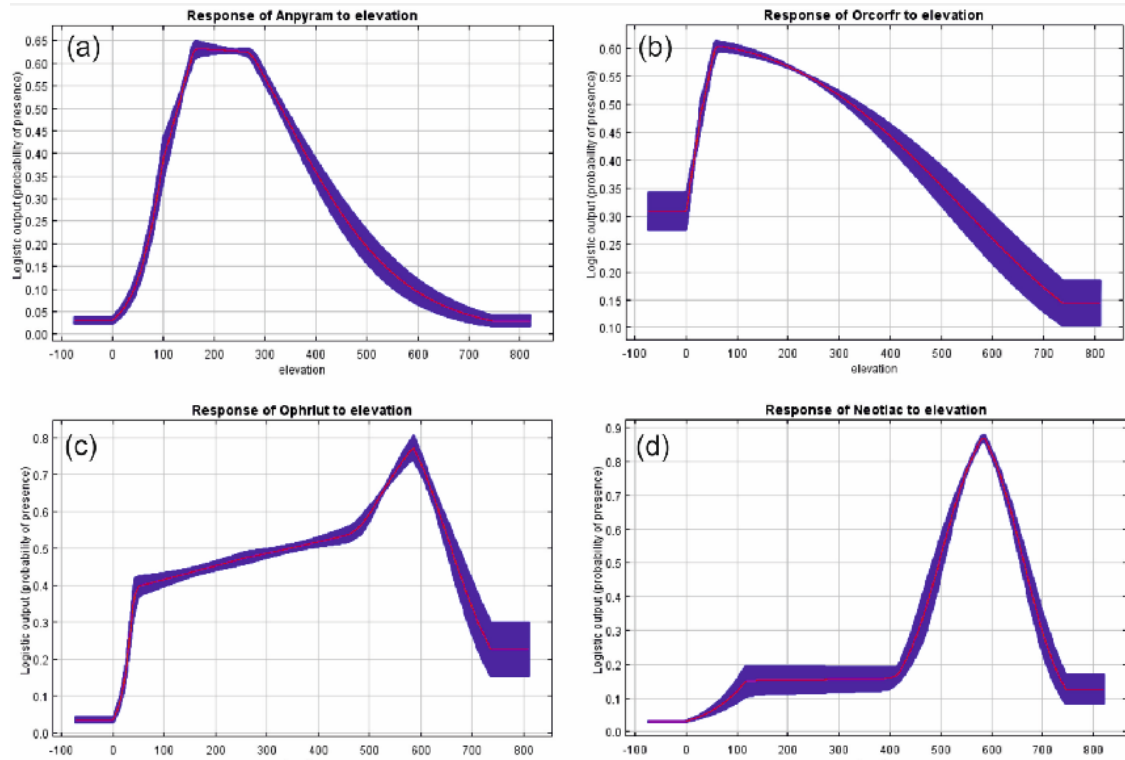 Response of Anpyram to elevation
(a)
Logistic output (probability of presence)
0.65
0.60
0.55
0.50
0.45
0.40
0.35
0.30
0.25
0.20
0.15
0.10
0.05
0.00
-100 0 100 200 300 400 500 600 700 800
elevation
Response of Orcorfr to elevation
(b)
Logistic output (probability of presence)
0.60
0.55
0.50
0.45
0.40
0.35
0.30
0.25
0.20
0.15
0.10
-100 0 100 200 300 400 500 600 700 800
elevation
Response of Ophrlut to elevation
(c)
Logistic output (probability of presence)
0.8
0.7
0.6
0.5
0.4
0.3
0.2
0.1
0.0
-100 0 100 200 300 400 500 600 700 800
Response of Neotlac to elevation
(d)
Logistic output (probability of presence)
0.9
0.8
0.7
0.6
0.5
0.4
0.3
0.2
0.1
0.0
-100 0 100 200 300 400 500 600 700 800